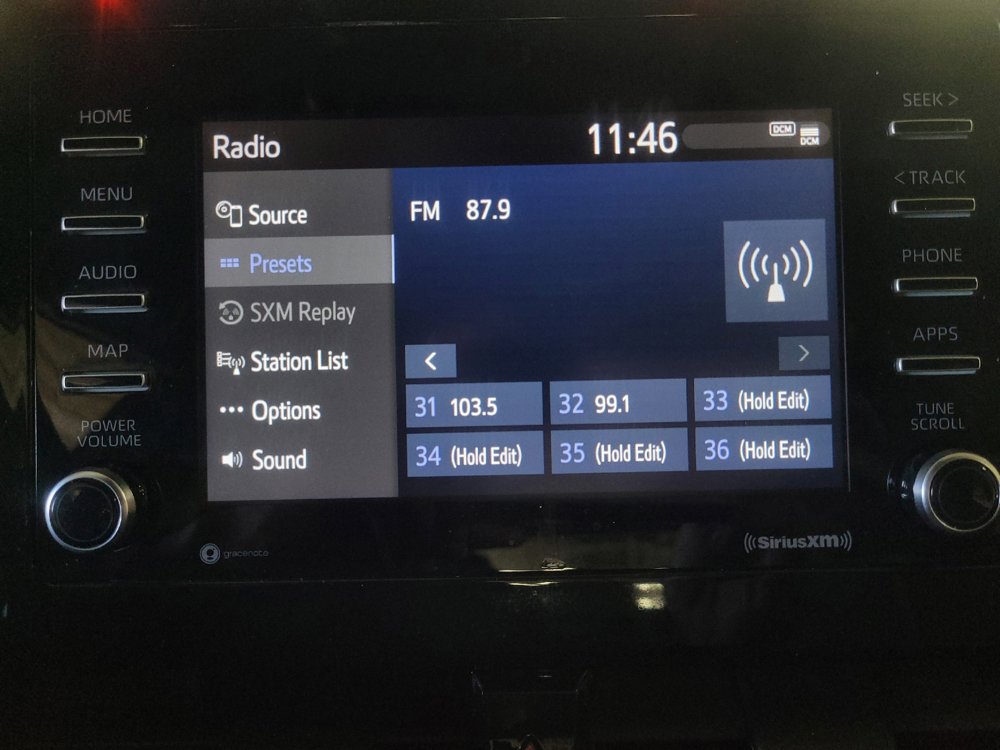 HOME
MENU
AUDIO
MAP
POWER
VOLUME
Radio
11:46
DCM
DCM
Source
Presets
SXM Replay
Station List
Options
Sound
FM 87.9
31 103.5
32 99.1
33 (Hold Edit)
34 (Hold Edit)
35 (Hold Edit)
36 (Hold Edit)
SEEK >
< TRACK
PHONE
APPS
TUNE
SCROLL
gracenote
SiriusXM